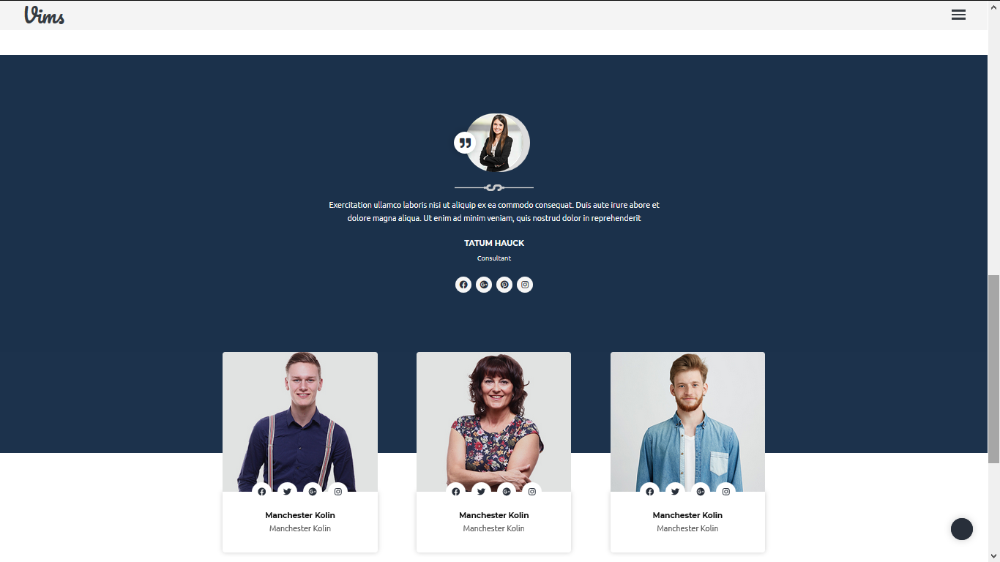 Vims
Exercitation ullamco laboris nisi ut aliquip ex ea commodo consequat. Duis aute irure abore et
dolore magna aliqua. Ut enim ad minim veniam, quis nostrud dolor in reprehenderit
TATUM HAUCK
Consultant
Manchester Kolin
Manchester Kolin
Manchester Kolin
Manchester Kolin
Manchester Kolin
Manchester Kolin